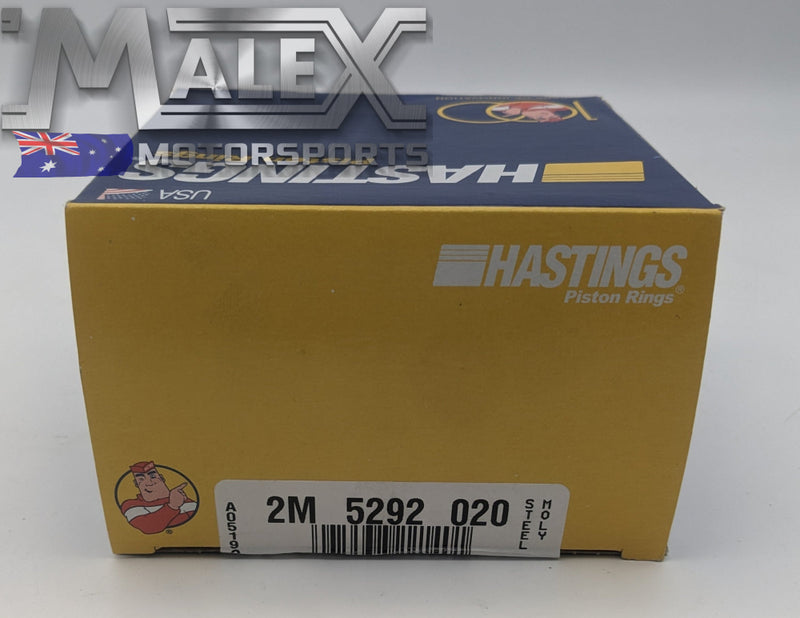 MALEX
MOTORSPORTS
HASTINGS
USA
HASTINGS
Piston Rings®
2M 5292 020
STEEL
MOLY